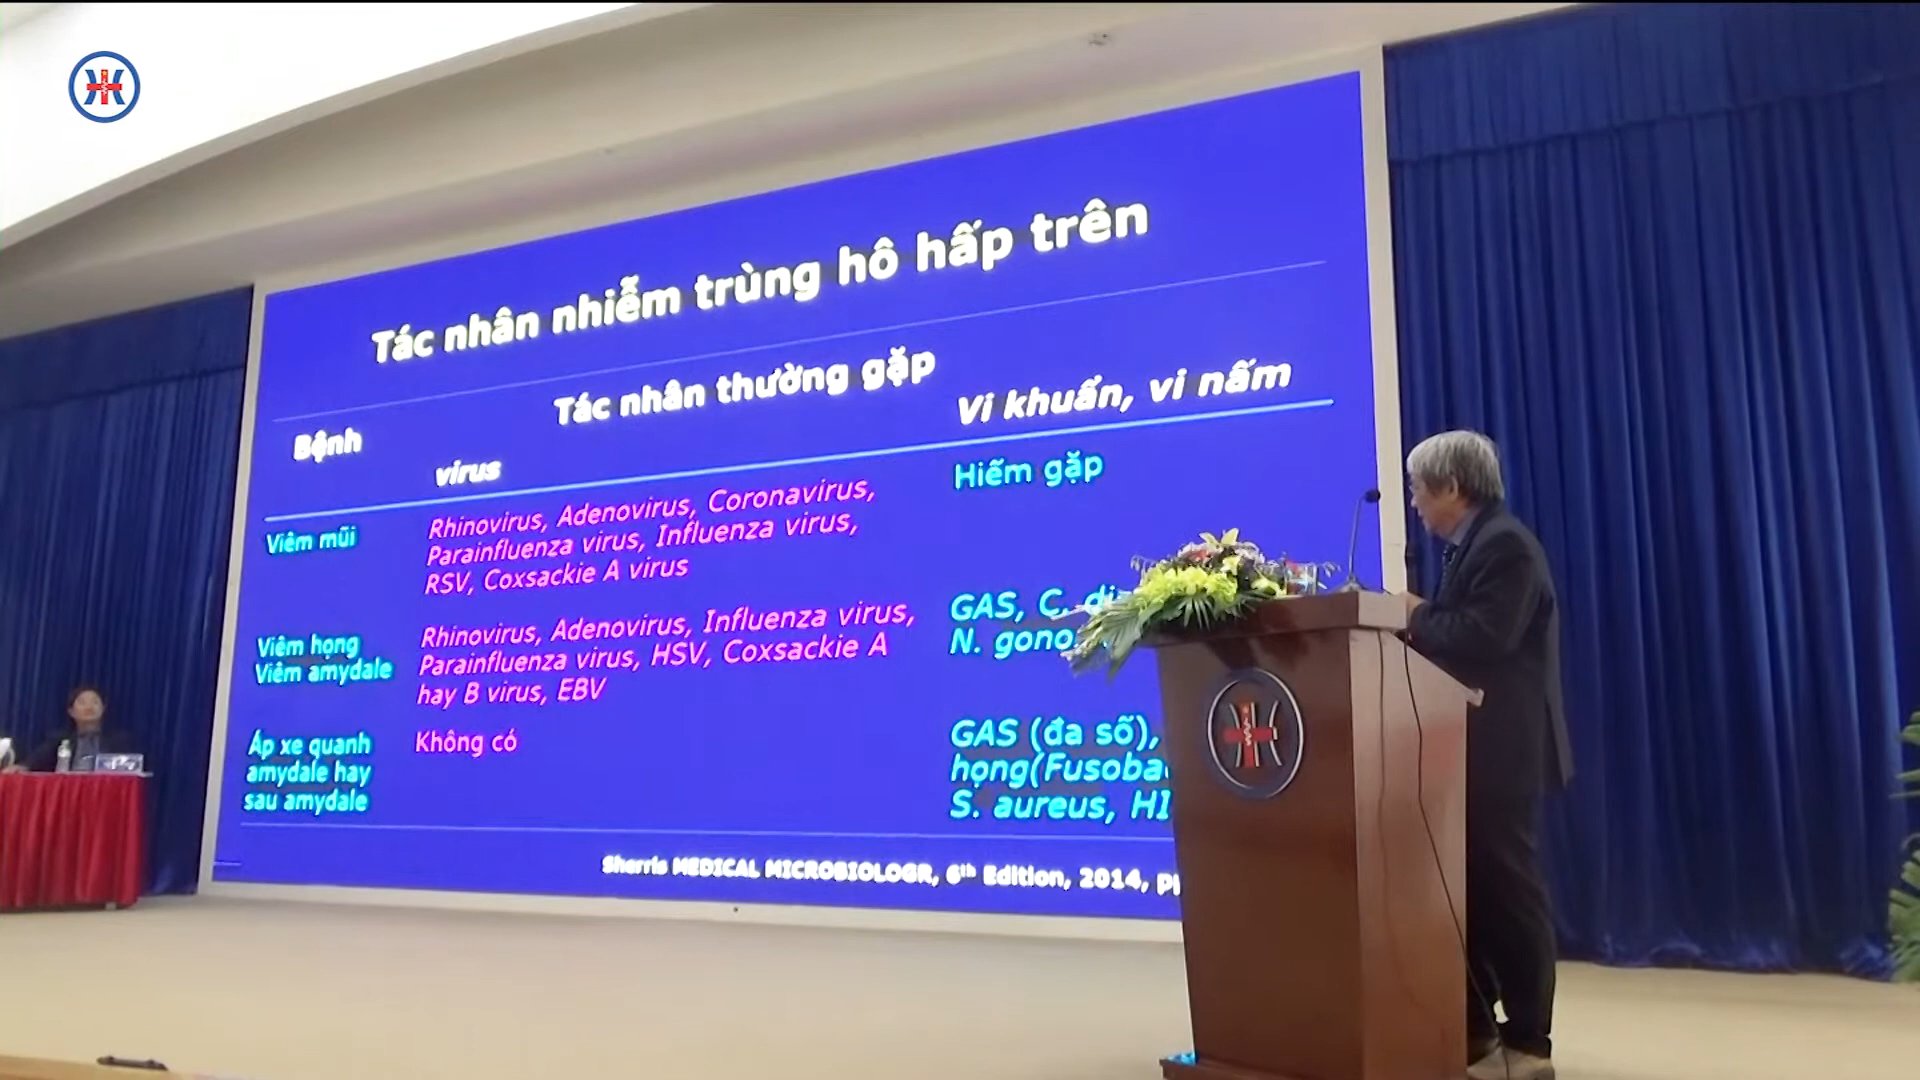 Tác nhân nhiễm trùng hô hấp trên
Bệnh
Tác nhân thường gặp
virus
Vi khuẩn, vi nấm
Viêm mũi
Rhinovirus, Adenovirus, Coronavirus,
Parainfluenza virus, Influenza virus,
RSV, Coxsackie A virus
Hiếm gặp
Viêm họng
Viêm amydale
Rhinovirus, Adenovirus, Influenza virus,
Parainfluenza virus, HSV, Coxsackie A
hay B virus, EBV
GAS, C.
N.
Áp xe quanh
amydale hay
sau amydale
Không có
GAS (đa số),
họng
S. aureus,
Sherris MEDICAL MICROBIOLOGR, 6th Edition, 2014,